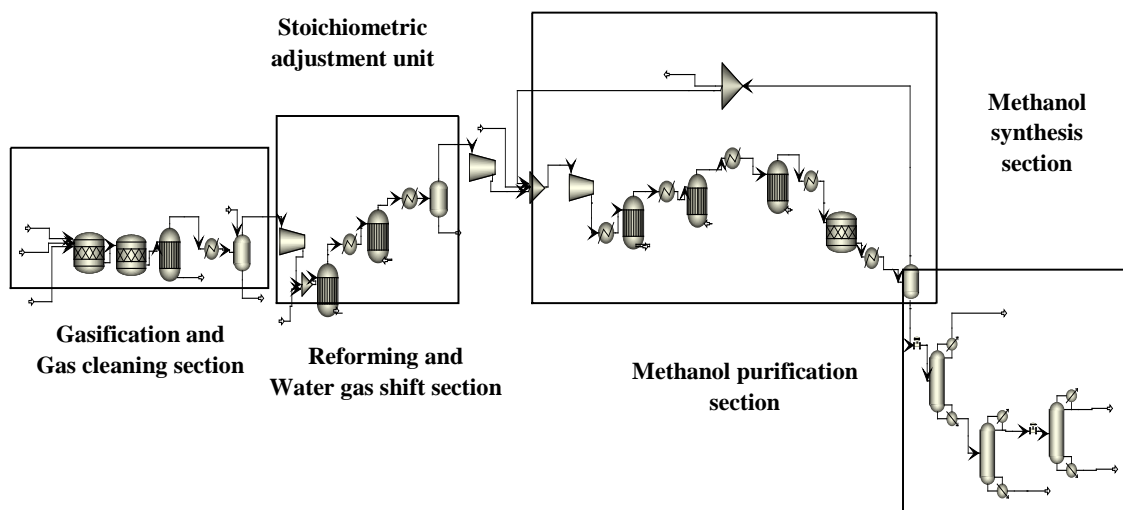 Stoichiometric
adjustment unit
Methanol
synthesis
section
Gasification and
Gas cleaning section
Reforming and
Water gas shift section
Methanol purification
section